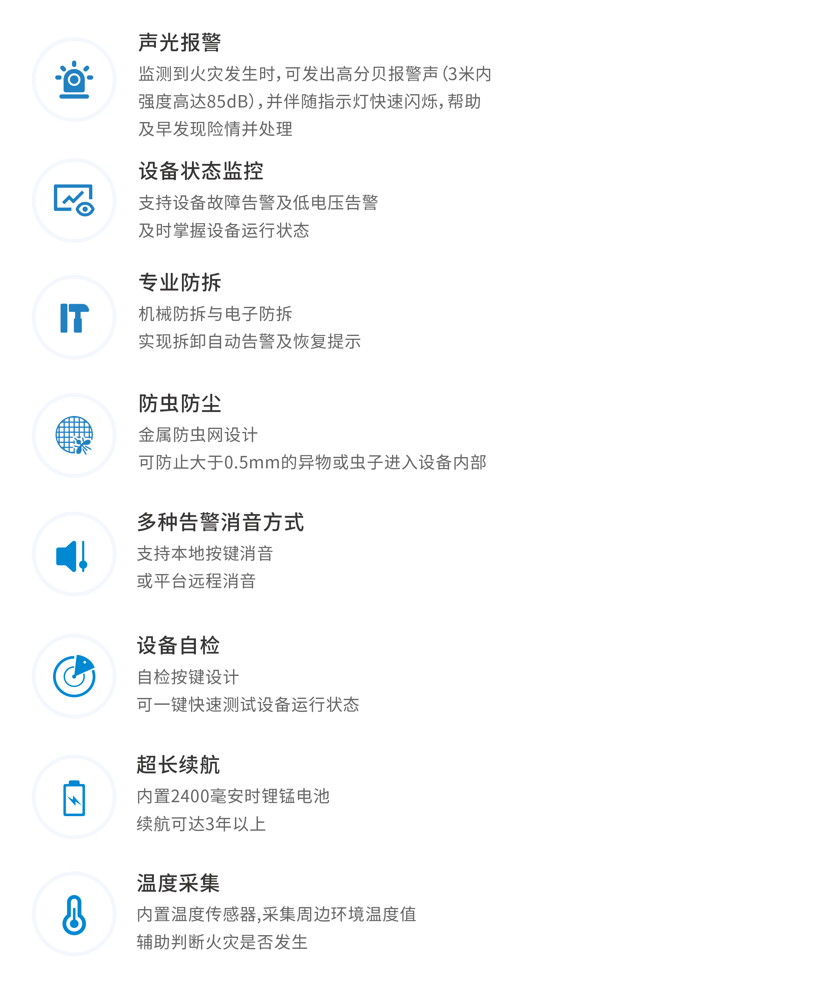 声光报警
监测到火灾发生时，可发出高分贝报警声（3米内
强度高达85dB），并伴随指示灯快速闪烁，帮助
及早发现险情并处理
设备状态监控
支持设备故障告警及低电压告警
及时掌握设备运行状态
专业防拆
机械防拆与电子防拆
实现拆卸自动告警及恢复提示
防虫防尘
金属防虫网设计
可防止大于0.5mm的异物或虫子进入设备内部
多种告警消音方式
支持本地按键消音
或平台远程消音
设备自检
自检按键设计
可一键快速测试设备运行状态
超长续航
内置2400毫安时锂锰电池
续航可达3年以上
温度采集
内置温度传感器,采集周边环境温度值
辅助判断火灾是否发生